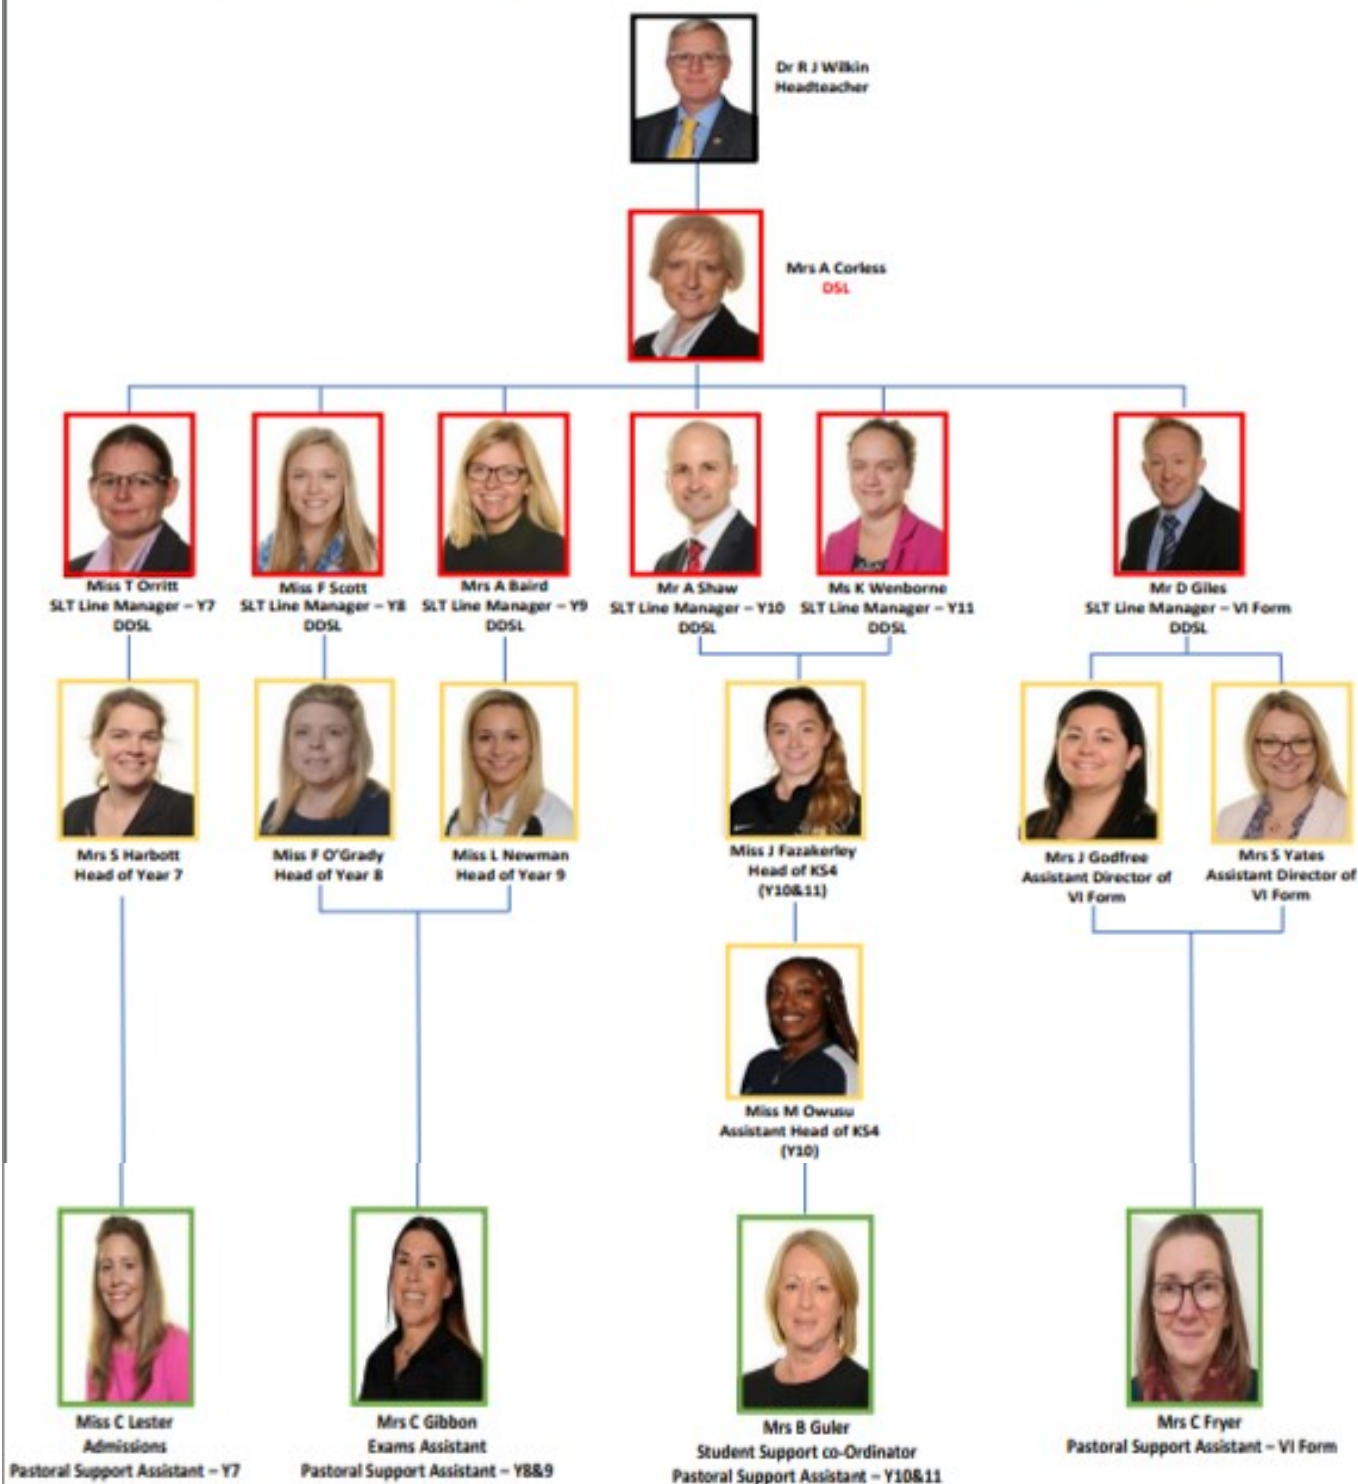 Dr R J Wilkin
Headteacher
Mrs A Corless
DSL
Miss T Orritt
SLT Line Manager – Y7
DDSL
Miss F Scott
SLT Line Manager – Y8
DDSL
Mrs A Baird
SLT Line Manager – Y9
DDSL
Mr A Shaw
SLT Line Manager – Y10
DDSL
Ms K Wenborne
SLT Line Manager – Y11
DDSL
Mr D Giles
SLT Line Manager – VI Form
DDSL
Mrs S Harbott
Head of Year 7
Miss F O'Grady
Head of Year 8
Miss L Newman
Head of Year 9
Miss J Fazakerley
Head of KS4
(Y10&11)
Mrs J Godfree
Assistant Director of
VI Form
Mrs S Yates
Assistant Director of
VI Form
Miss M Owusu
Assistant Head of KS4
(Y10)
Miss C Lester
Admissions
Pastoral Support Assistant – Y7
Mrs C Gibbon
Exams Assistant
Pastoral Support Assistant – Y8&9
Mrs B Guler
Student Support co-Ordinator
Pastoral Support Assistant – Y10&11
Mrs C Fryer
Pastoral Support Assistant – VI Form